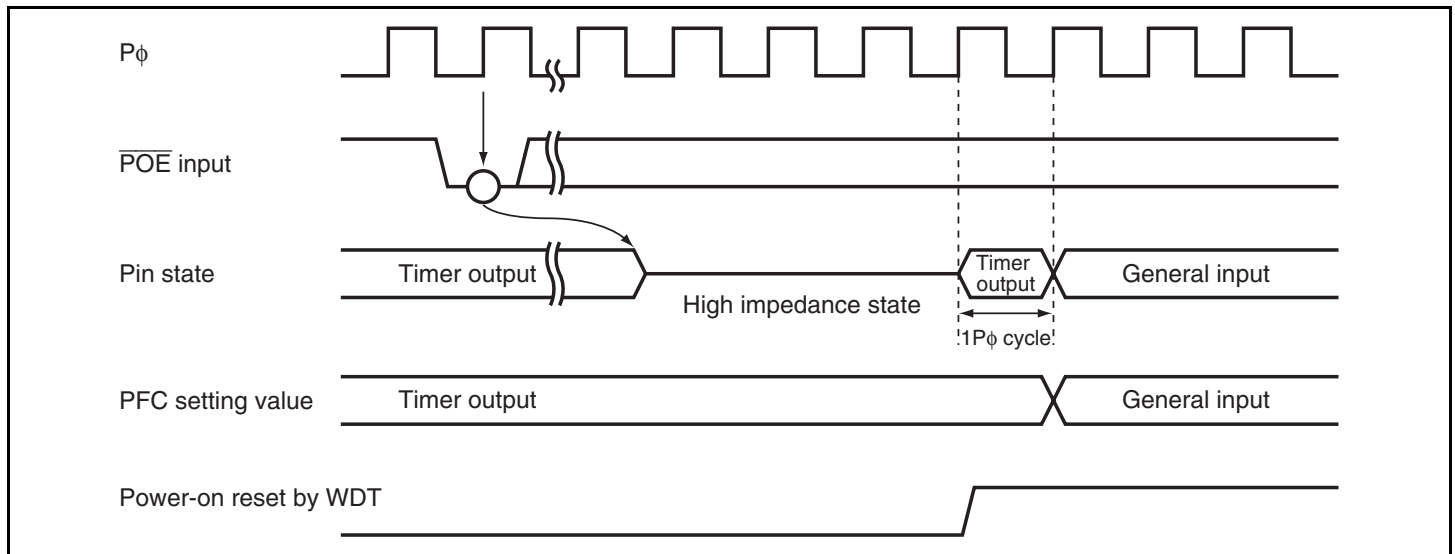 Pϕ
POE input
Pin state
Timer output
High impedance state
Timer
output
General input
1Pϕ cycle
PFC setting value
Timer output
General input
Power-on reset by WDT